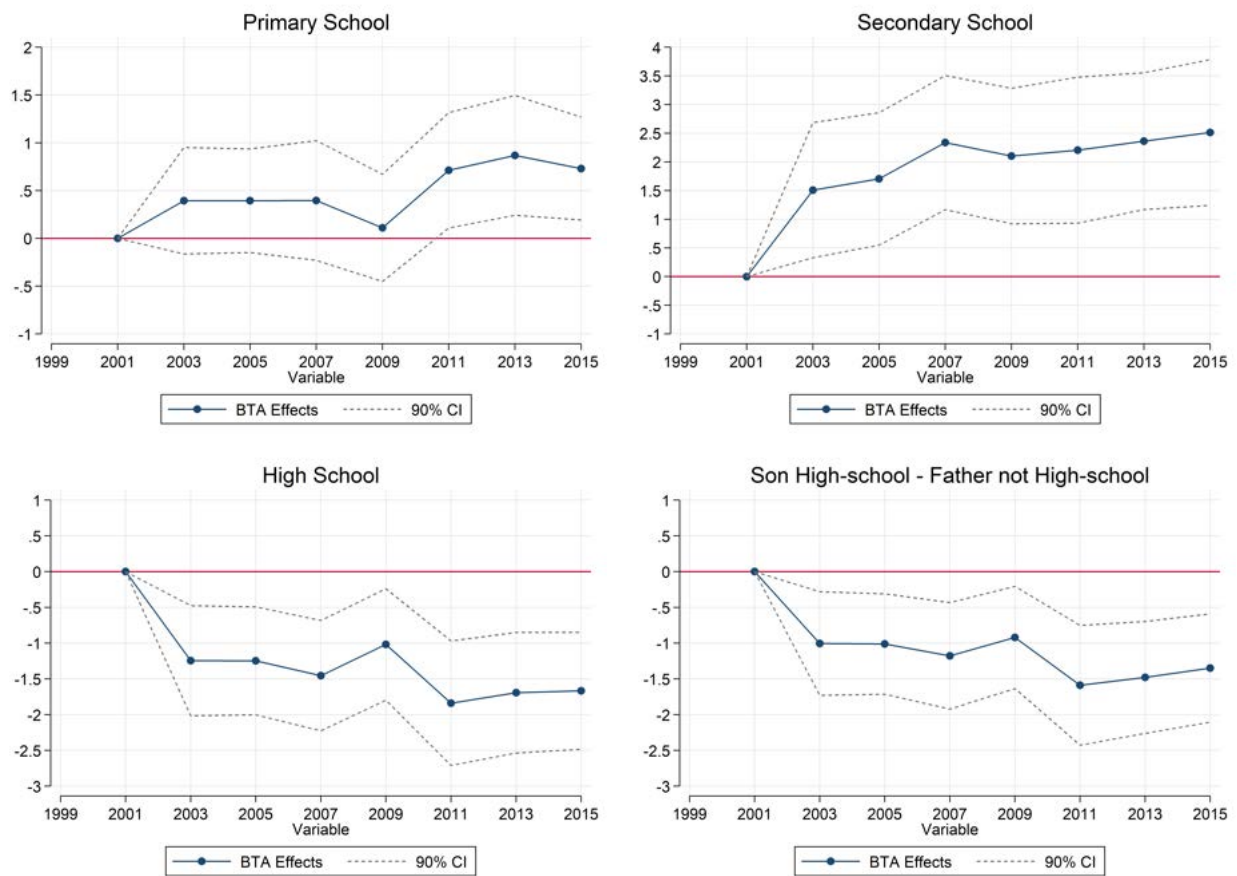 Primary School
2
1.5
1
.5
0
-.5
-1
1999 2001 2003 2005 2007 2009 2011 2013 2015
Variable
BTA Effects 90% CI
Secondary School
4
3.5
3
2.5
2
1.5
1
.5
0
-.5
-1
1999 2001 2003 2005 2007 2009 2011 2013 2015
Variable
BTA Effects 90% CI
High School
1
.5
0
-.5
-1
-1.5
-2
-2.5
-3
1999 2001 2003 2005 2007 2009 2011 2013 2015
Variable
BTA Effects 90% CI
Son High-school - Father not High-school
1
.5
0
-.5
-1
-1.5
-2
-2.5
-3
1999 2001 2003 2005 2007 2009 2011 2013 2015
Variable
BTA Effects 90% CI